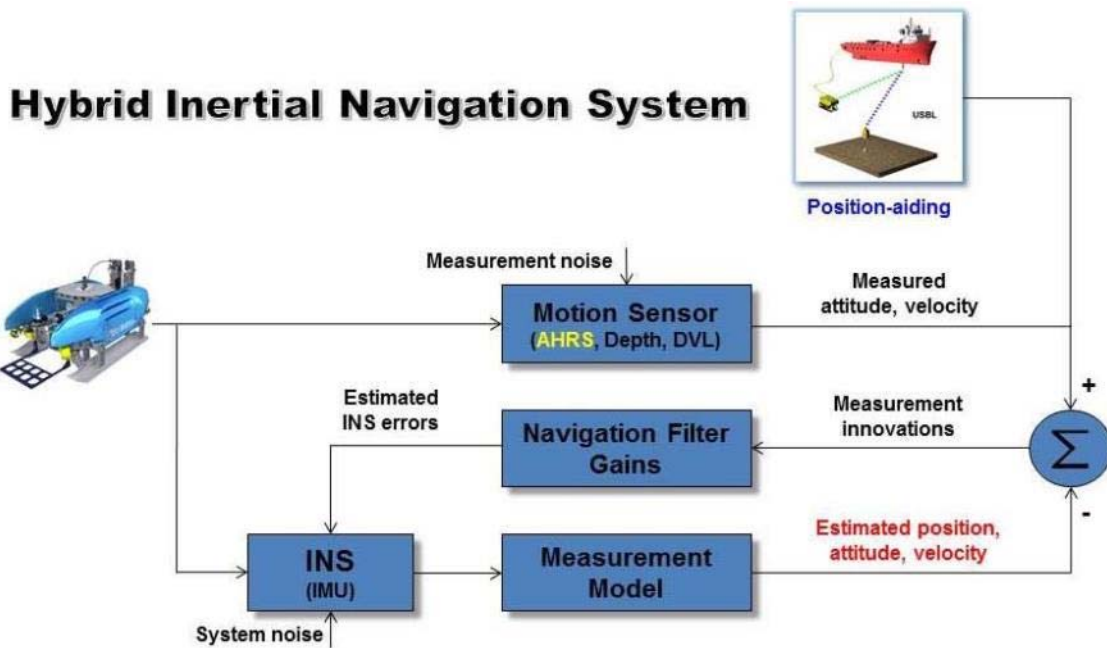 Hybrid Inertial Navigation System
USBL
Position-aiding
Measurement noise
Motion Sensor
(AHRS, Depth, DVL)
Measured
attitude, velocity
+
Estimated
INS errors
Navigation Filter
Gains
Measurement
innovations
Σ
-
INS
(IMU)
Measurement
Model
Estimated position,
attitude, velocity
System noise